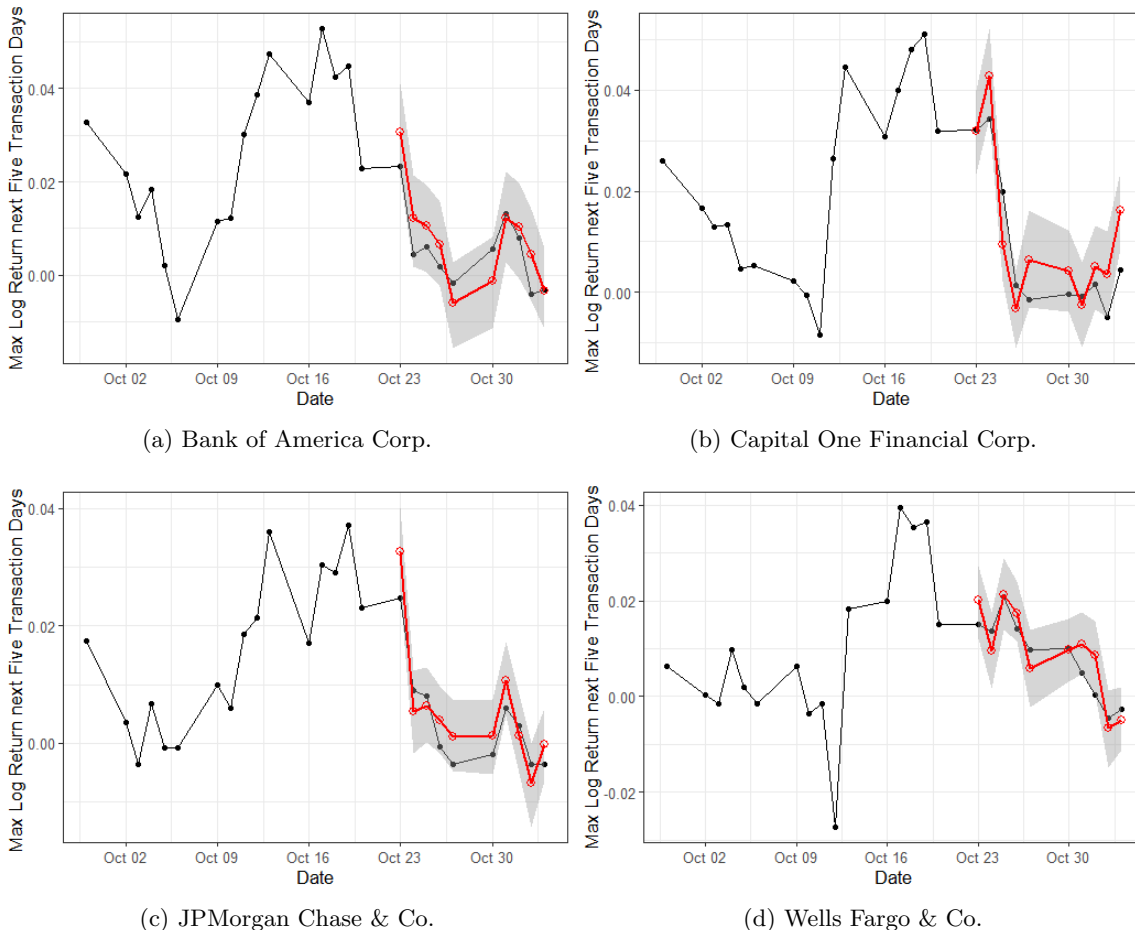 Max Log Return next Five Transaction Days
0.04
0.02
0.00
Oct 02 Oct 09 Oct 16 Oct 23 Oct 30
Date
(a) Bank of America Corp.
Max Log Return next Five Transaction Days
0.04
0.02
0.00
Oct 02 Oct 09 Oct 16 Oct 23 Oct 30
Date
(b) Capital One Financial Corp.
Max Log Return next Five Transaction Days
0.04
0.02
0.00
Oct 02 Oct 09 Oct 16 Oct 23 Oct 30
Date
(c) JPMorgan Chase & Co.
Max Log Return next Five Transaction Days
0.04
0.02
0.00
-0.02
Oct 02 Oct 09 Oct 16 Oct 23 Oct 30
Date
(d) Wells Fargo & Co.